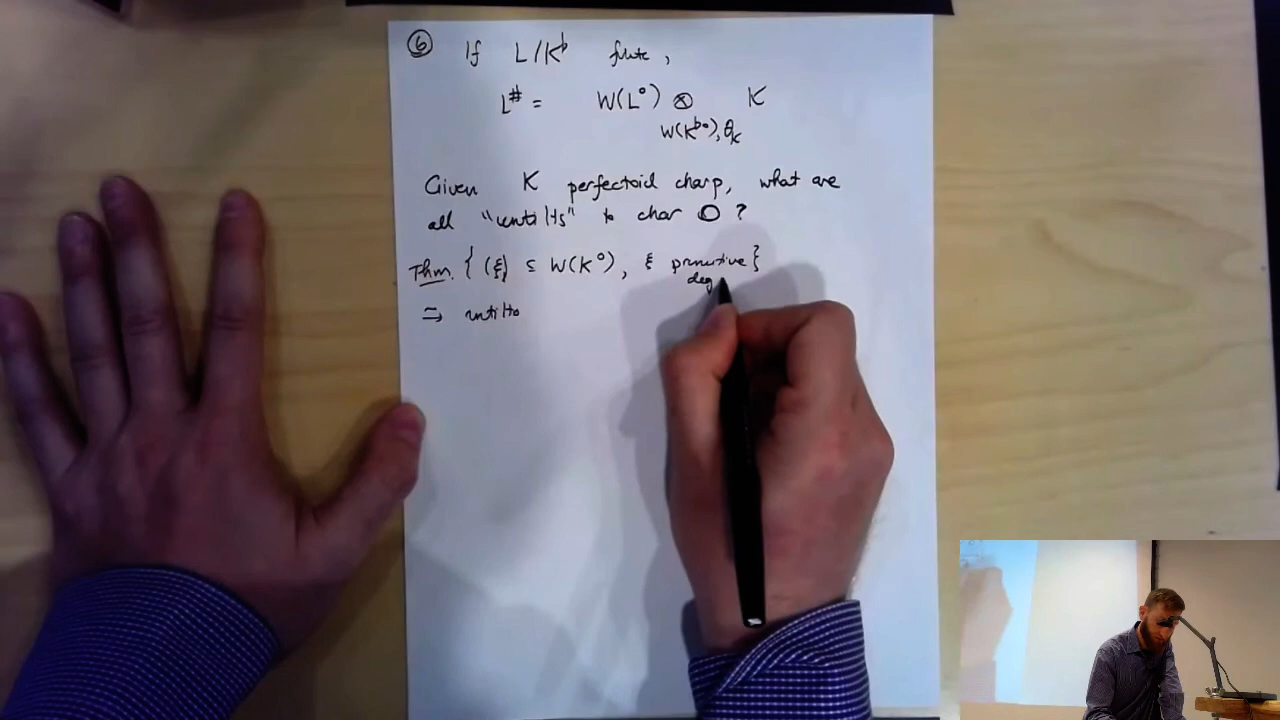 ⑥ If L/K♭ finite,
L# = W(L°) ⊗ K
W(K♭°), θ_K
Given K perfectoid char p, what are
all "untilts" to char 0 ?
Thm. { (ξ) ⊆ W(K°), ξ primitive }
deg
⇒ untilts